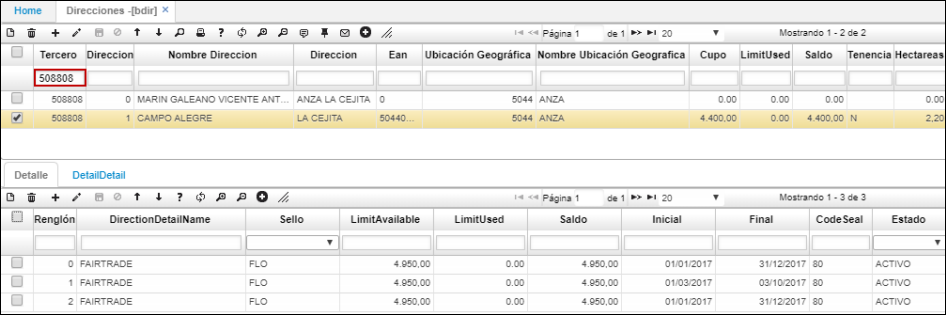 Home Direcciones -[bdir] ×
Página 1 de 1 20 Mostrando 1 - 2 de 2
Tercero Direccion Nombre Direccion Direccion Ean Ubicación Geográfica Nombre Ubicación Geografica Cupo LimitUsed Saldo Tenencia Hectareas
508808
508808 0 MARIN GALEANO VICENTE ANT... ANZA LA CEJITA 0 5044 ANZA 0.00 0.00 0.00 0.00
508808 1 CAMPO ALEGRE LA CEJITA 50440... 5044 ANZA 4.400,00 0.00 4.400,00 N 2,20
Detalle DetailDetail
Página 1 de 1 20 Mostrando 1 - 3 de 3
Renglón DirectionDetailName Sello LimitAvailable LimitUsed Saldo Inicial Final CodeSeal Estado
0 FAIRTRADE FLO 4.950,00 0.00 4.950,00 01/01/2017 31/12/2017 80 ACTIVO
1 FAIRTRADE FLO 4.950,00 0.00 4.950,00 01/03/2017 03/10/2017 80 ACTIVO
2 FAIRTRADE FLO 4.950,00 0.00 4.950,00 01/01/2017 31/12/2017 80 ACTIVO